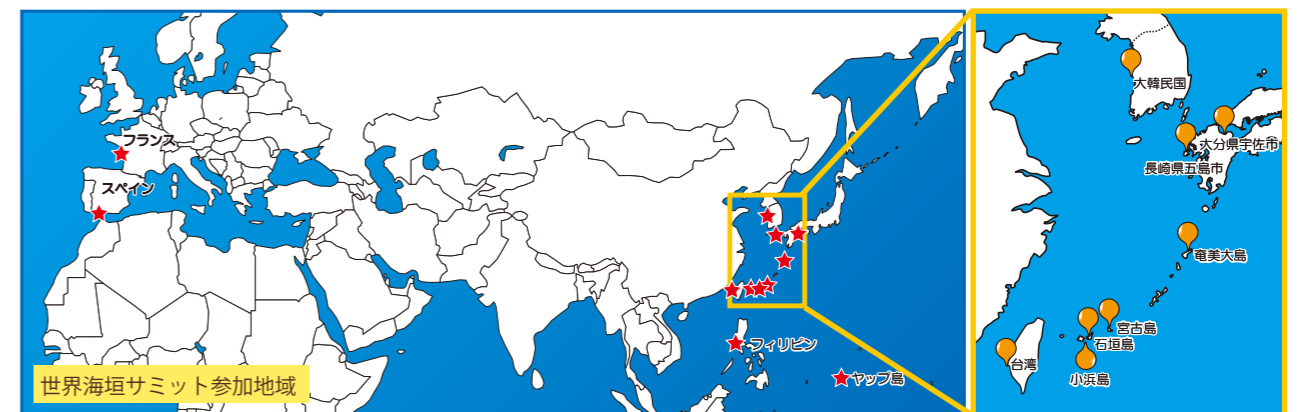 フランス
スペイン
フィリピン
ヤップ島
世界海垣サミット参加地域
大韓民国
大分県宇佐市
長崎県五島市
奄美大島
宮古島
石垣島
小浜島
台湾